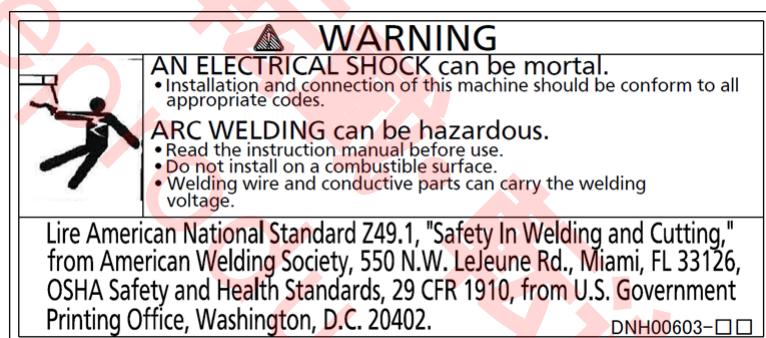 WARNING
AN ELECTRICAL SHOCK can be mortal.
• Installation and connection of this machine should be conform to all
appropriate codes.
ARC WELDING can be hazardous.
• Read the instruction manual before use.
• Do not install on a combustible surface.
• Welding wire and conductive parts can carry the welding
voltage.
Lire American National Standard Z49.1, "Safety In Welding and Cutting,"
from American Welding Society, 550 N.W. LeJeune Rd., Miami, FL 33126,
OSHA Safety and Health Standards, 29 CFR 1910, from U.S. Government
Printing Office, Washington, D.C. 20402.
DNH00603-□□